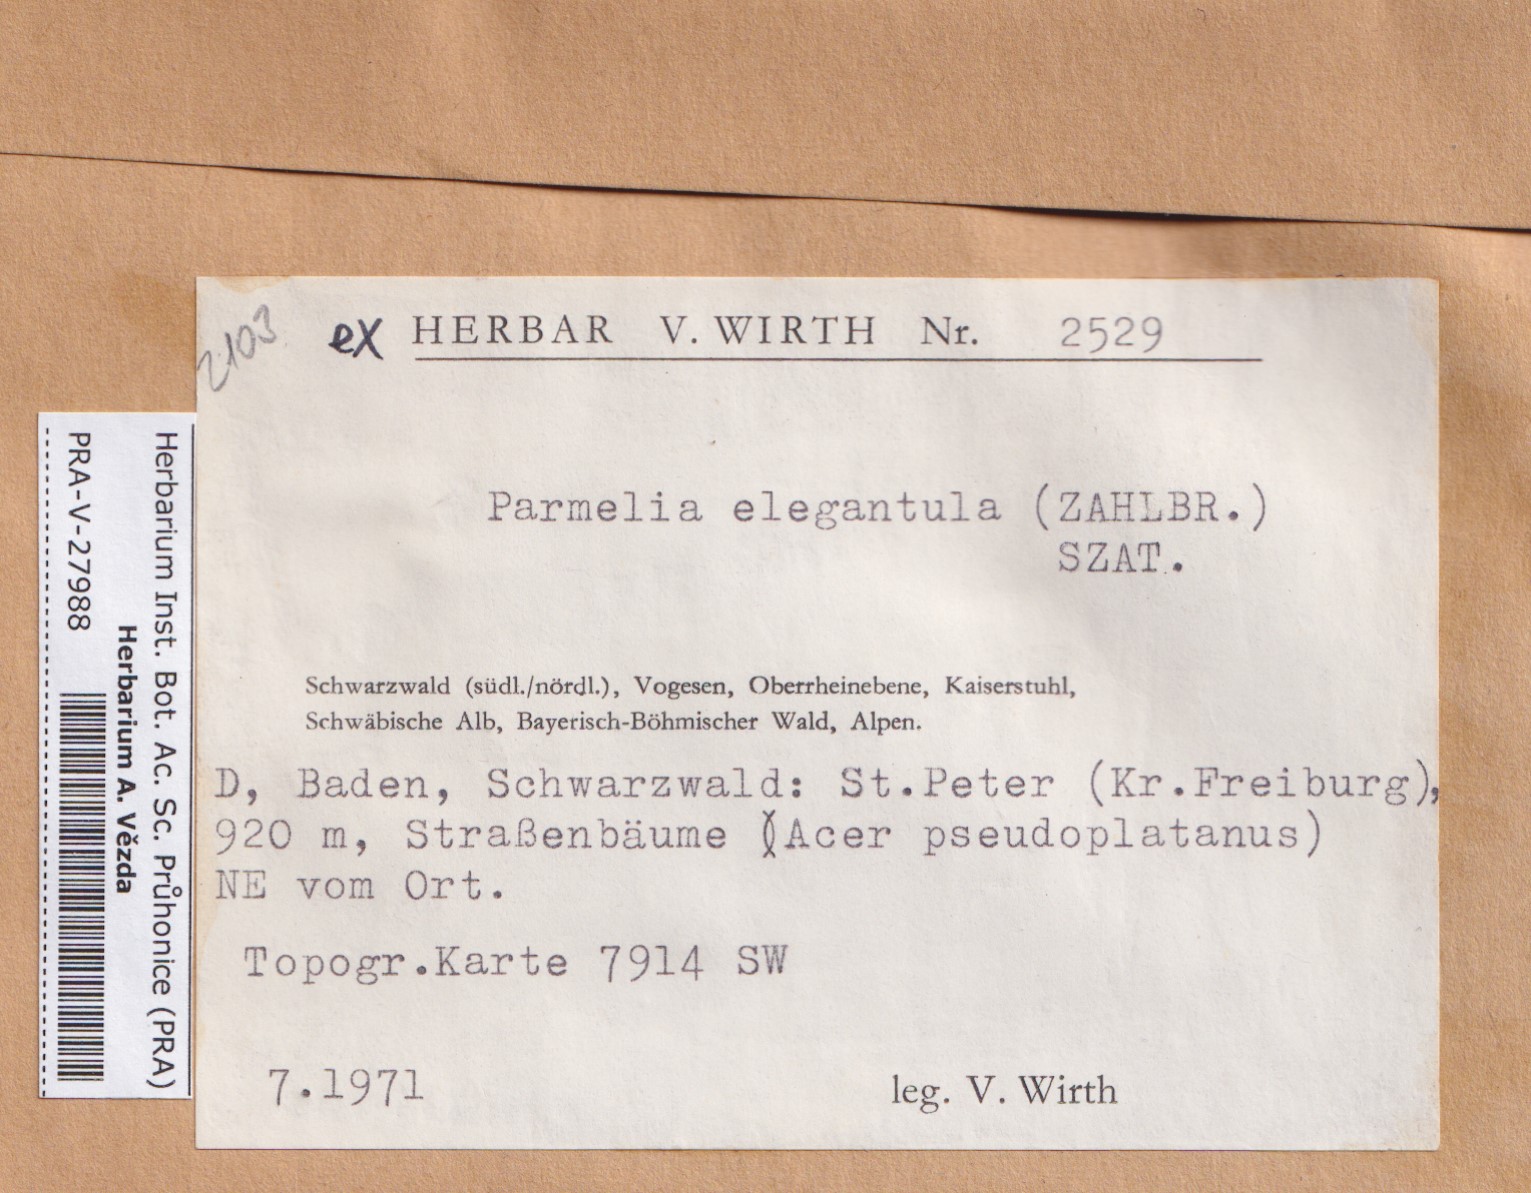 2103
ex HERBAR V. WIRTH Nr. 2529
Parmelia elegantula (ZAHLBR.)
SZAT.
Schwarzwald (südl./nördl.), Vogesen, Oberrheinebene, Kaiserstuhl,
Schwäbische Alb, Bayerisch-Böhmischer Wald, Alpen.
D, Baden, Schwarzwald: St.Peter (Kr.Freiburg),
920 m, Straßenbäume (Acer pseudoplatanus)
NE vom Ort.
Topogr.Karte 7914 SW
7.1971 leg. V. Wirth
Herbarium Inst. Bot. Ac. Sc. Průhonice (PRA)
Herbarium A. Vězda
PRA-V-27988